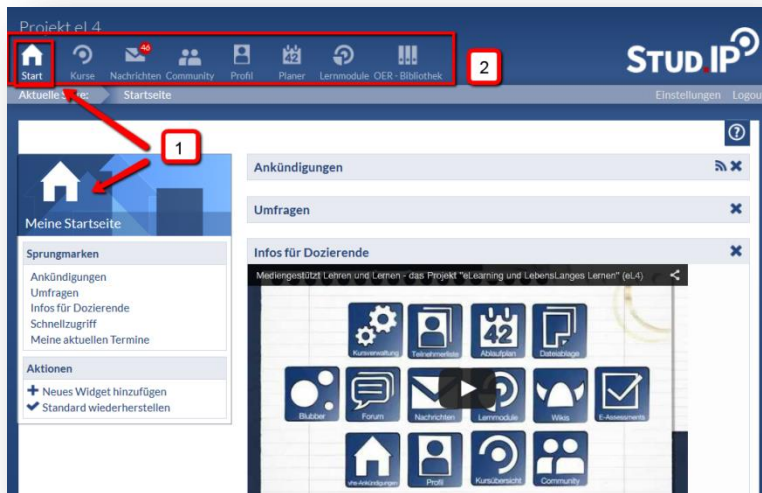 Projekt eL4
46
42
Start Kurse Nachrichten Community Profil Planer Lernmodule OER - Bibliothek
2
STUD.IP
Aktuelle Seite: Startseite
Einstellungen Logou
1
?
Meine Startseite
Sprungmarken
Ankündigungen
Umfragen
Infos für Dozierende
Schnellzugriff
Meine aktuellen Termine
Aktionen
Neues Widget hinzufügen
Standard wiederherstellen
Ankündigungen
Umfragen
Infos für Dozierende
Mediengestützt Lehren und Lernen - das Projekt "eLearning und LebensLanges Lernen" (eL4)
42
Kursverwaltung Teilnehmerliste Ablaufplan Dateiablage
Blubber Forum Nachrichten Lernmodule Wikis E-Assessments
vhs-Ankündigungen Profil Kursübersicht Community